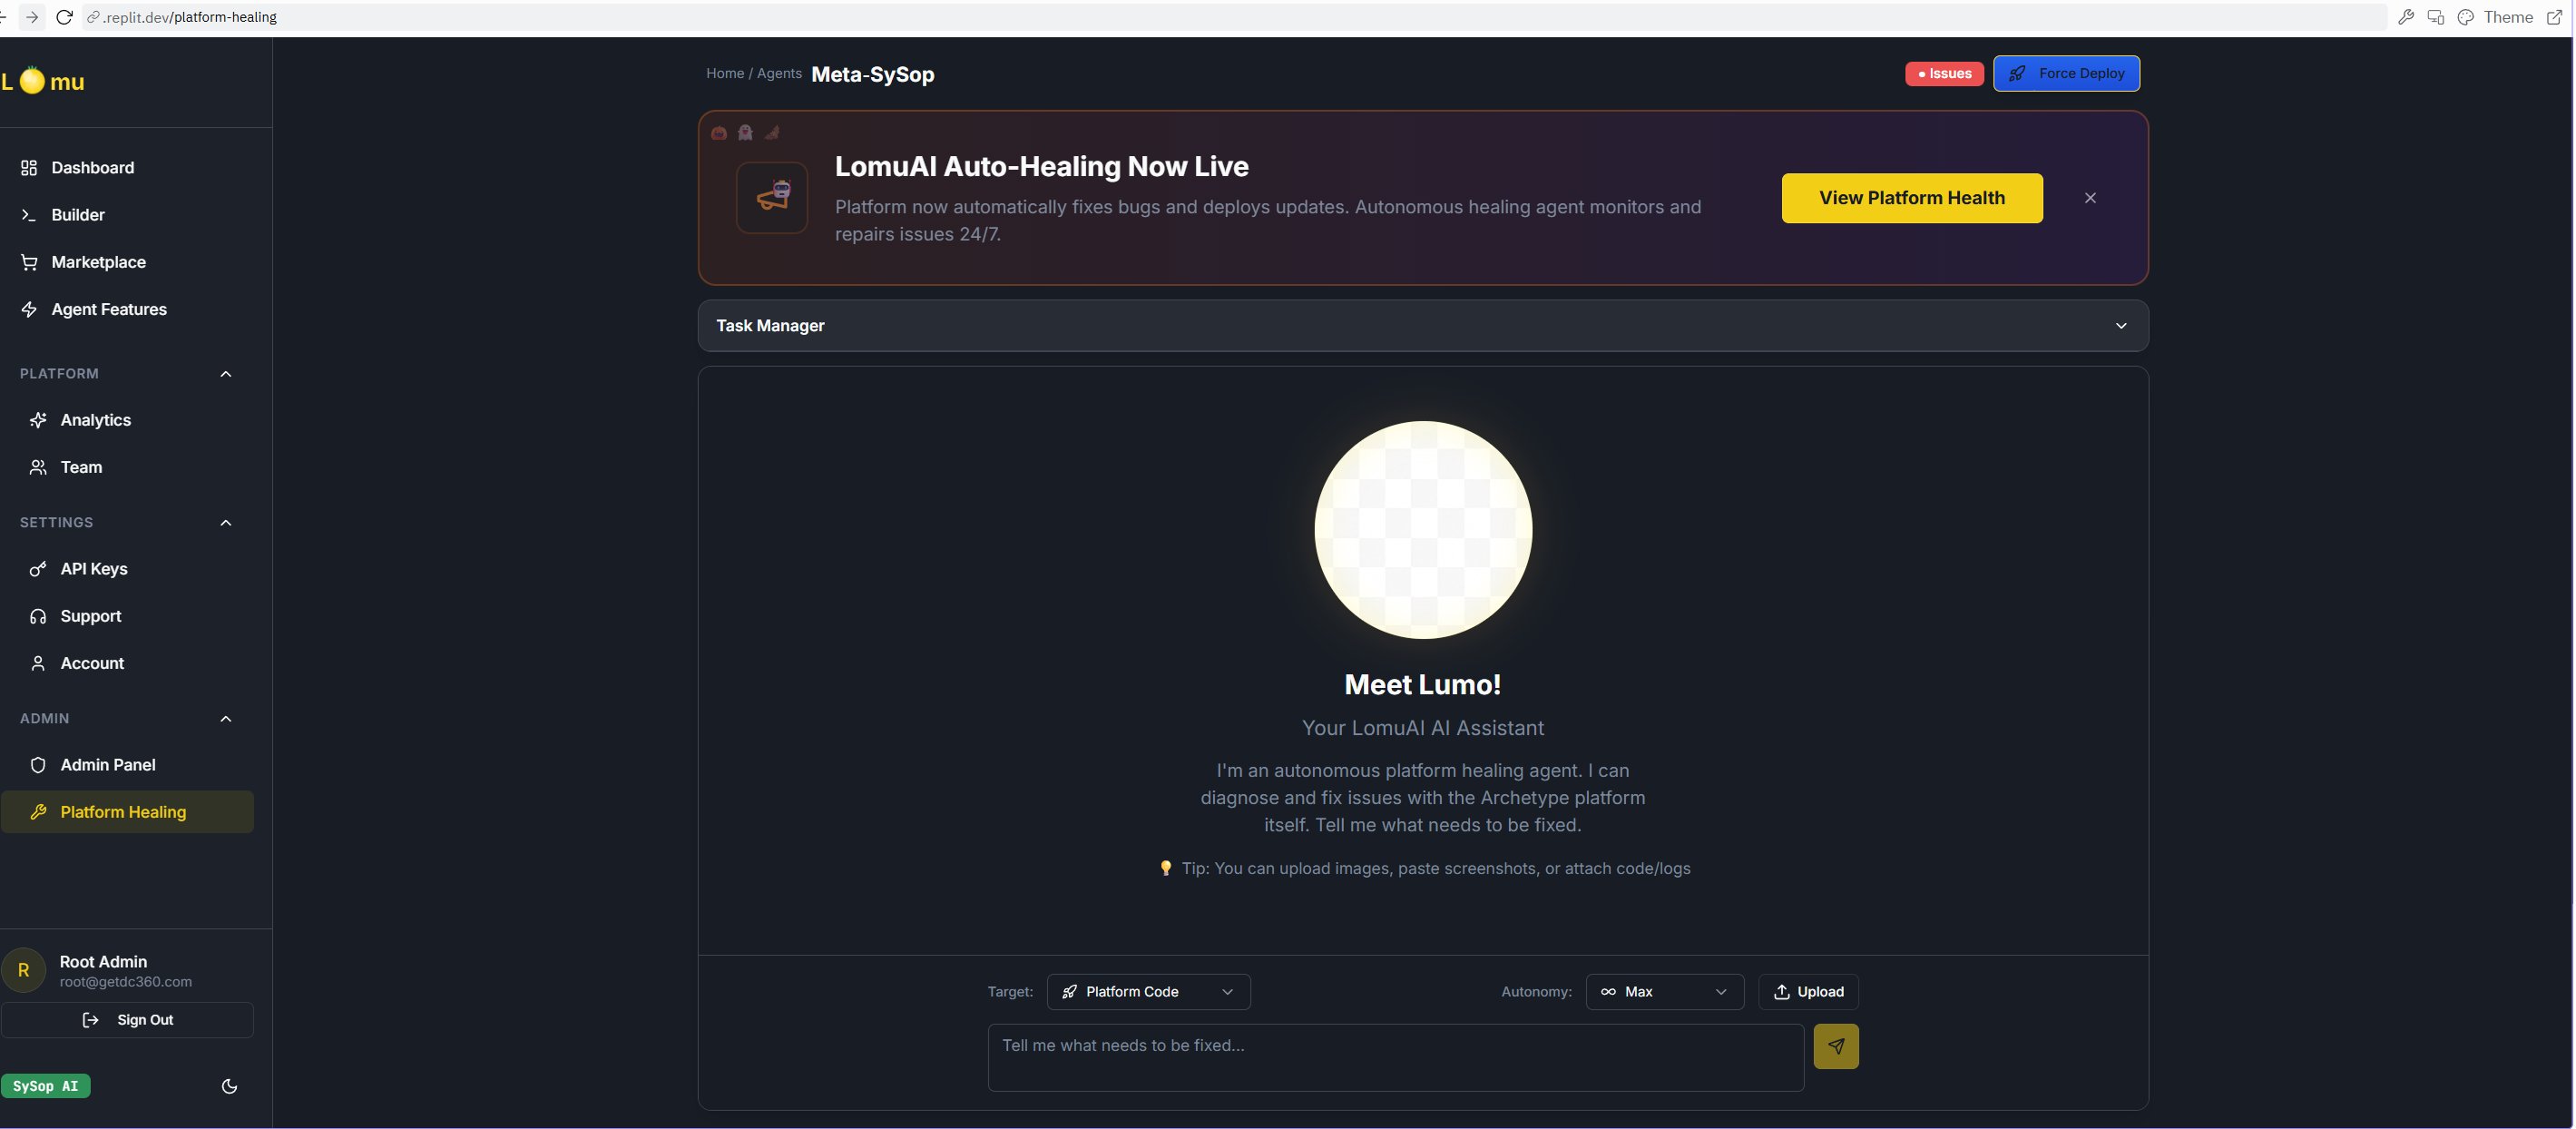 .replit.dev/platform-healing
Theme
L mu
Dashboard
Builder
Marketplace
Agent Features
PLATFORM
Analytics
Team
SETTINGS
API Keys
Support
Account
ADMIN
Admin Panel
Platform Healing
R
Root Admin
root@getdc360.com
Sign Out
SySop AI
Home / Agents Meta-SySop
• Issues
Force Deploy
LomuAI Auto-Healing Now Live
Platform now automatically fixes bugs and deploys updates. Autonomous healing agent monitors and
repairs issues 24/7.
View Platform Health
Task Manager
Meet Lumo!
Your LomuAI AI Assistant
I'm an autonomous platform healing agent. I can
diagnose and fix issues with the Archetype platform
itself. Tell me what needs to be fixed.
Tip: You can upload images, paste screenshots, or attach code/logs
Target: Platform Code
Autonomy: Max
Upload
Tell me what needs to be fixed...